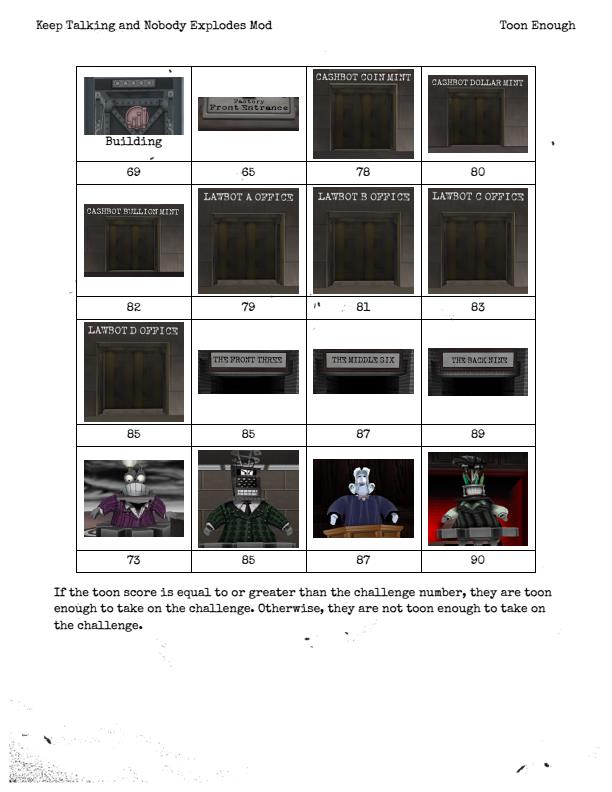 Keep Talking and Nobody Explodes Mod
Toon Enough
Building
Factory
Front Entrance
CASHBOT COIN MINT
CASHBOT DOLLAR MINT
69
65
78
80
CASHBOT BULLION MINT
LAWBOT A OFFICE
LAWBOT B OFFICE
LAWBOT C OFFICE
82
79
81
83
LAWBOT D OFFICE
THE FRONT THREE
THE MIDDLE SIX
THE BACK NINE
85
85
87
89
73
85
87
90
If the toon score is equal to or greater than the challenge number, they are toon
enough to take on the challenge. Otherwise, they are not toon enough to take on
the challenge.